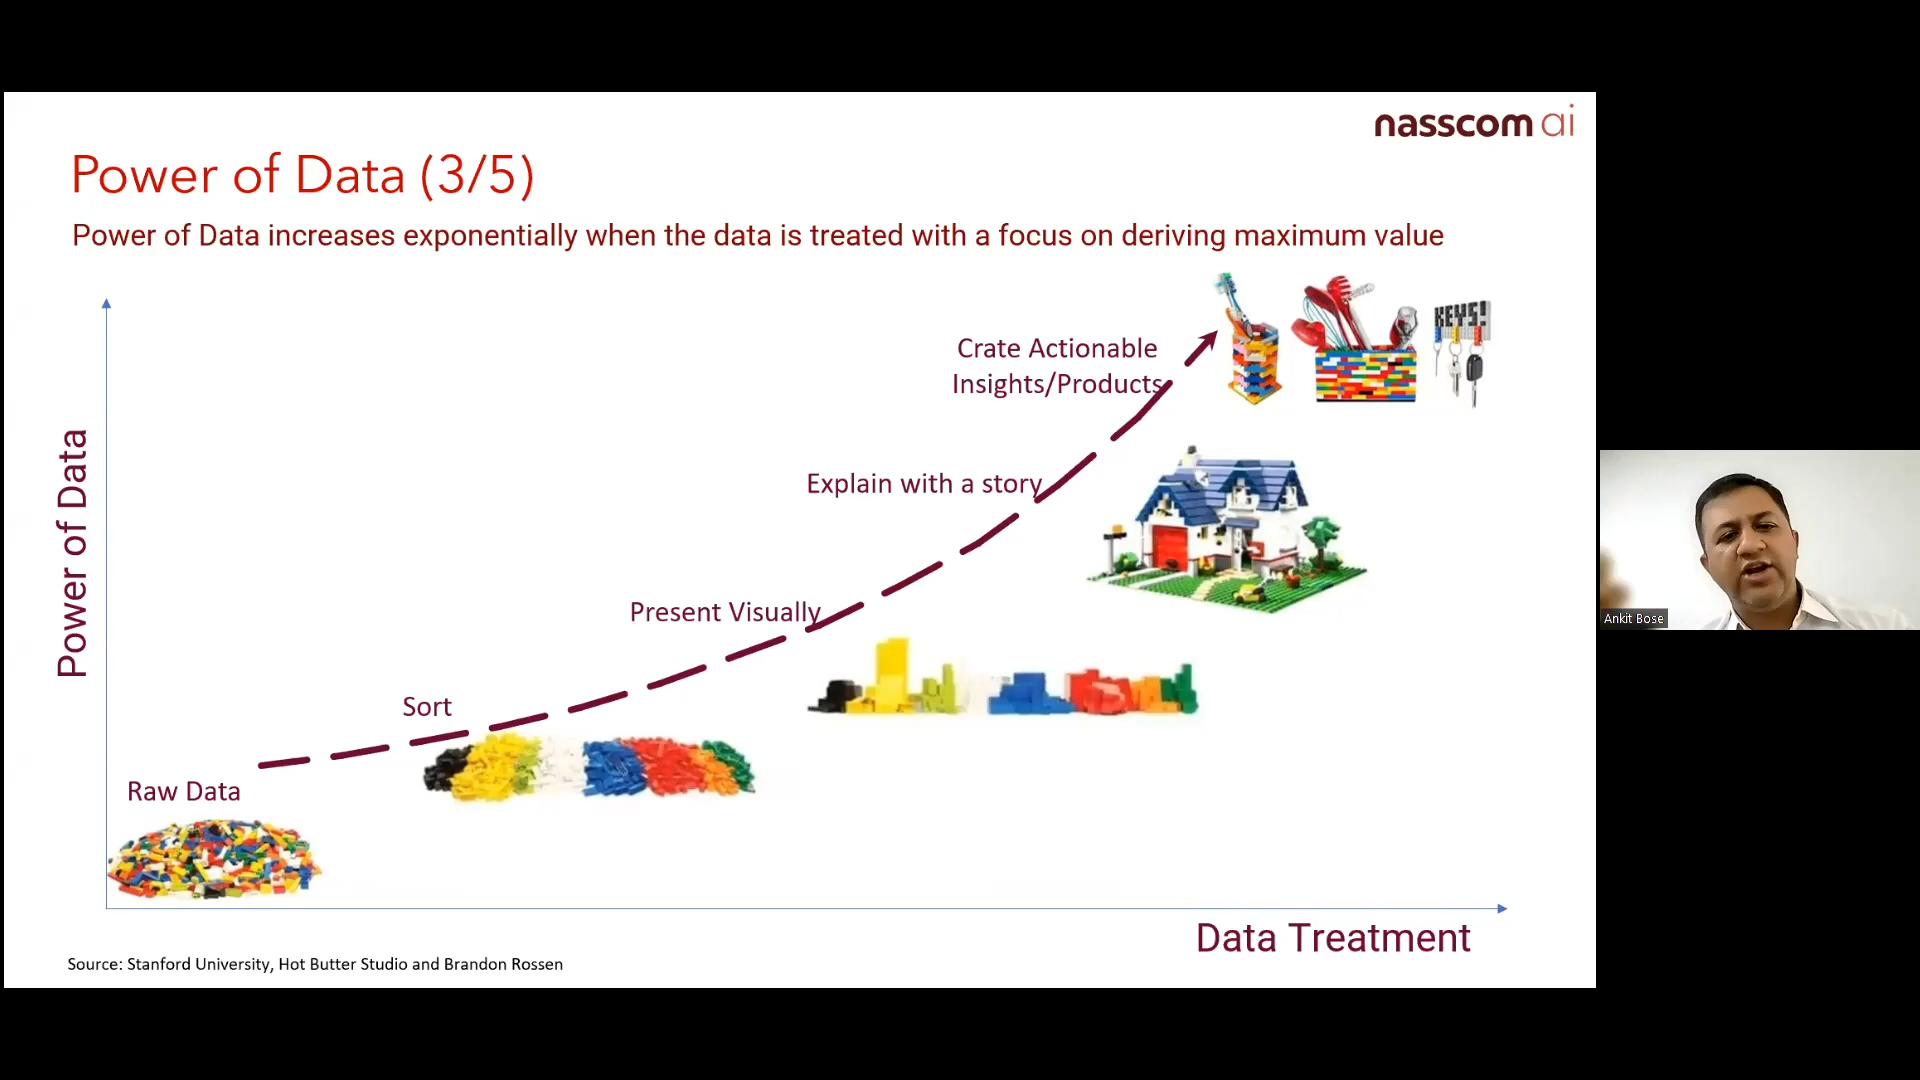 nasscom ai
Power of Data (3/5)
Power of Data increases exponentially when the data is treated with a focus on deriving maximum value
Crate Actionable
Insights/Products
KEYS!
Explain with a story
Present Visually
Sort
Raw Data
Power of Data
Data Treatment
Source: Stanford University, Hot Butter Studio and Brandon Rossen
Ankit Bose